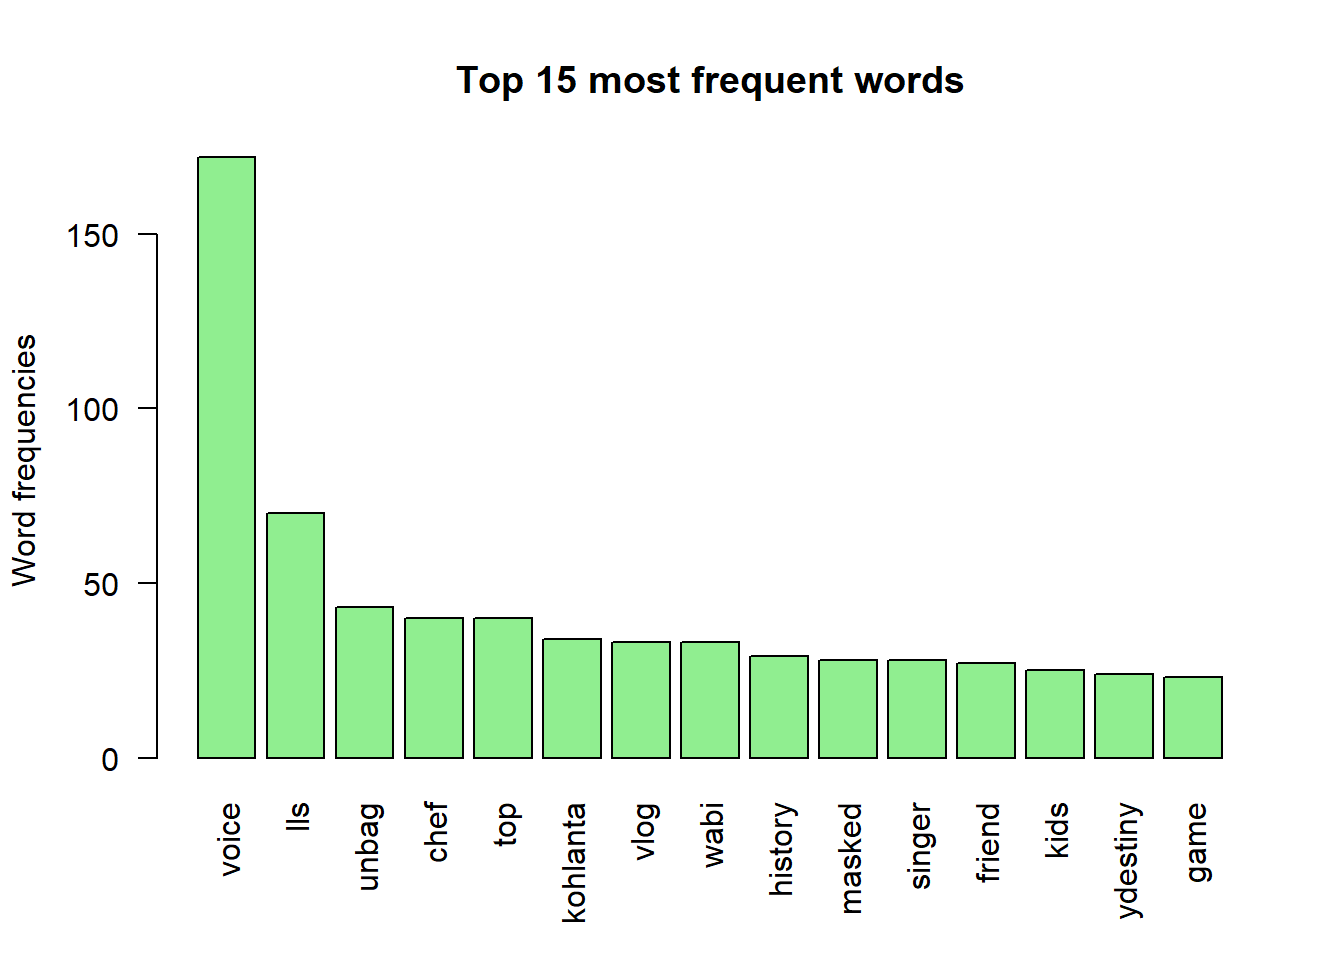 Top 15 most frequent words
Word frequencies
150
100
50
0
voice
lls
unbag
chef
top
kohlanta
vlog
wabi
history
masked
singer
friend
kids
ydestiny
game